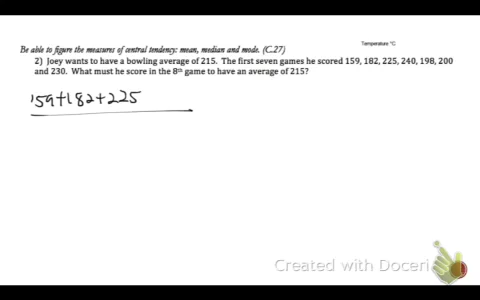 Temperature °C
Be able to figure the measures of central tendency: mean, median and mode. (C.27)
2) Joey wants to have a bowling average of 215. The first seven games he scored 159, 182, 225, 240, 198, 200
and 230. What must he score in the 8th game to have an average of 215?
159+182+225
Created with Doceri